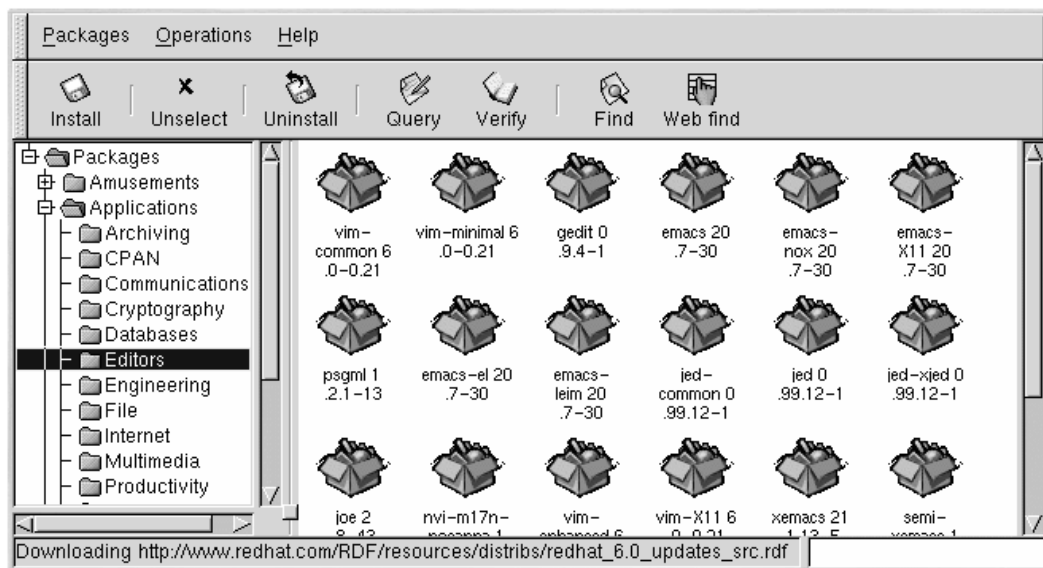 Packages Operations Help
Install Unselect Uninstall Query Verify Find Web find
Packages
Amusements
Applications
Archiving
CPAN
Communications
Cryptography
Databases
Editors
Engineering
File
Internet
Multimedia
Productivity
vim-
common 6
.0-0.21
vim-minimal 6
.0-0.21
gedit 0
.9.4-1
emacs 20
.7-30
emacs-
nox 20
.7-30
emacs-
X11 20
.7-30
psgml 1
.2.1-13
emacs-el 20
.7-30
emacs-
leim 20
.7-30
jed-
common 0
.99.12-1
jed 0
.99.12-1
jed-xjed 0
.99.12-1
joe 2
nvi-m17n-
vim-
vim-X11 6
xemacs 21
semi-
Downloading http://www.redhat.com/RDF/resources/distribs/redhat_6.0_updates_src.rdf